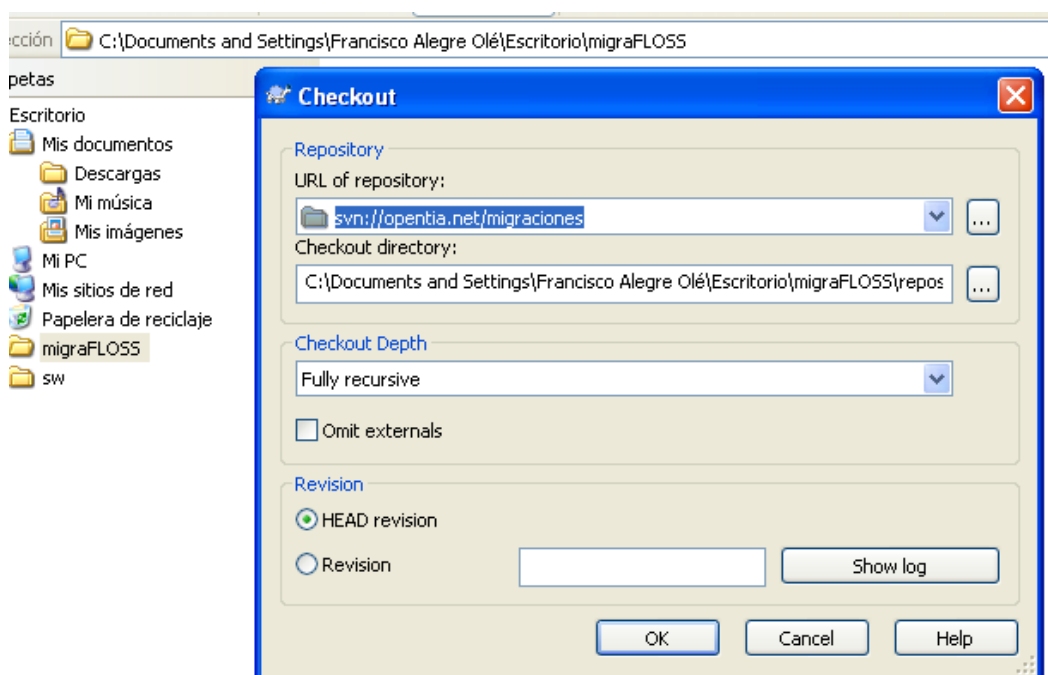 ección C:\Documents and Settings\Francisco Alegre Olé\Escritorio\migraFLOSS
petas
Escritorio
Mis documentos
Descargas
Mi música
Mis imágenes
Mi PC
Mis sitios de red
Papelera de reciclaje
migraFLOSS
sw
Checkout
Repository
URL of repository:
svn://opentia.net/migraciones
...
Checkout directory:
C:\Documents and Settings\Francisco Alegre Olé\Escritorio\migraFLOSS\repos
...
Checkout Depth
Fully recursive
Omit externals
Revision
HEAD revision
Revision
Show log
OK Cancel Help